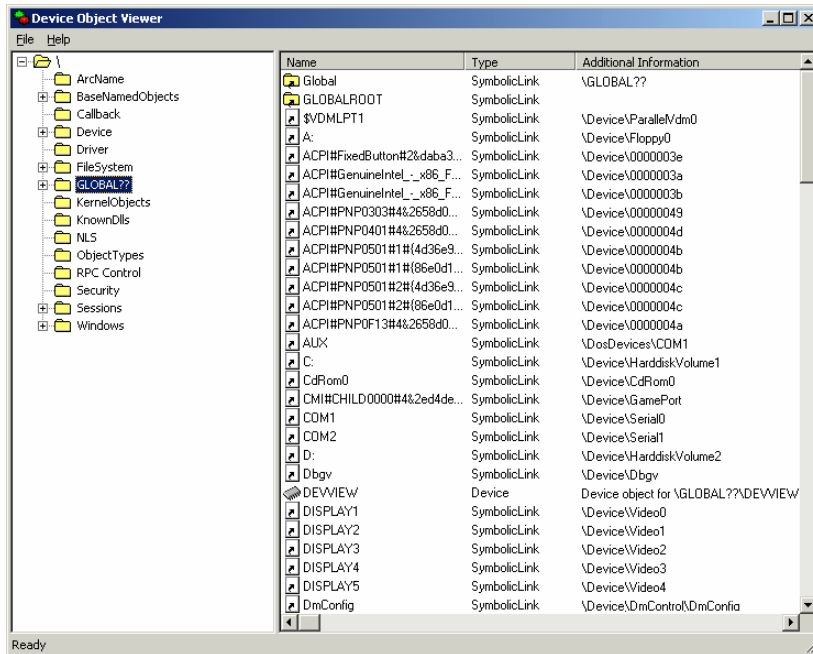 Device Object Viewer
File Help
\
ArcName
BaseNamedObjects
Callback
Device
Driver
FileSystem
GLOBAL??
KernelObjects
KnownDlls
NLS
ObjectTypes
RPC Control
Security
Sessions
Windows
Name Type Additional Information
Global SymbolicLink \GLOBAL??
GLOBALROOT SymbolicLink
$VDMLPT1 SymbolicLink \Device\ParallelVdm0
A: SymbolicLink \Device\Floppy0
ACPI#FixedButton#2&daba3... SymbolicLink \Device\0000003e
ACPI#GenuineIntel_-_x86_F... SymbolicLink \Device\0000003a
ACPI#GenuineIntel_-_x86_F... SymbolicLink \Device\0000003b
ACPI#PNP0303#4&2658d0... SymbolicLink \Device\00000049
ACPI#PNP0401#4&2658d0... SymbolicLink \Device\0000004d
ACPI#PNP0501#1#{4d36e9... SymbolicLink \Device\0000004b
ACPI#PNP0501#1#{86e0d1... SymbolicLink \Device\0000004b
ACPI#PNP0501#2#{4d36e9... SymbolicLink \Device\0000004c
ACPI#PNP0501#2#{86e0d1... SymbolicLink \Device\0000004c
ACPI#PNP0F13#4&2658d0... SymbolicLink \Device\0000004a
AUX SymbolicLink \DosDevices\COM1
C: SymbolicLink \Device\HarddiskVolume1
CdRom0 SymbolicLink \Device\CdRom0
CMI#CHILD0000#4&2ed4de... SymbolicLink \Device\GamePort
COM1 SymbolicLink \Device\Serial0
COM2 SymbolicLink \Device\Serial1
D: SymbolicLink \Device\HarddiskVolume2
Dbgv SymbolicLink \Device\Dbgv
DEVVIEW Device Device object for \GLOBAL??\DEVVIEW
DISPLAY1 SymbolicLink \Device\Video0
DISPLAY2 SymbolicLink \Device\Video1
DISPLAY3 SymbolicLink \Device\Video2
DISPLAY4 SymbolicLink \Device\Video3
DISPLAY5 SymbolicLink \Device\Video4
DmConfig SymbolicLink \Device\DmControl\DmConfig
Ready